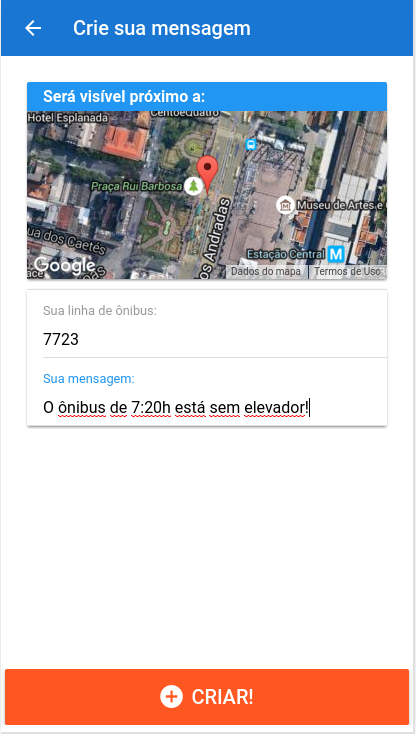 Crie sua mensagem
Será visível próximo a:
Hotel Esplanada
CentoeQuatro
Praça Rui Barbosa
Museu de Artes e
ua dos Caetés
os Andradas
Estação Central
M
Google
Dados do mapa
Termos de Uso
Sua linha de ônibus:
7723
Sua mensagem:
O ônibus de 7:20h está sem elevador!
CRIAR!